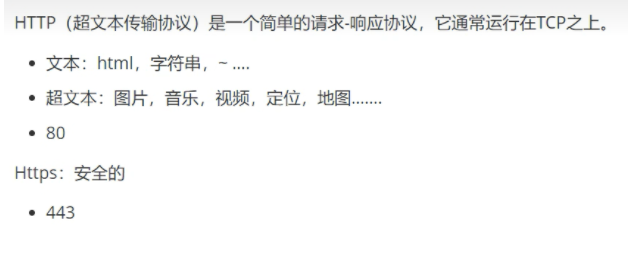 HTTP（超文本传输协议）是一个简单的请求-响应协议，它通常运行在TCP之上。
• 文本：html，字符串，~ ....
• 超文本：图片，音乐，视频，定位，地图.......
• 80
Https：安全的
• 443